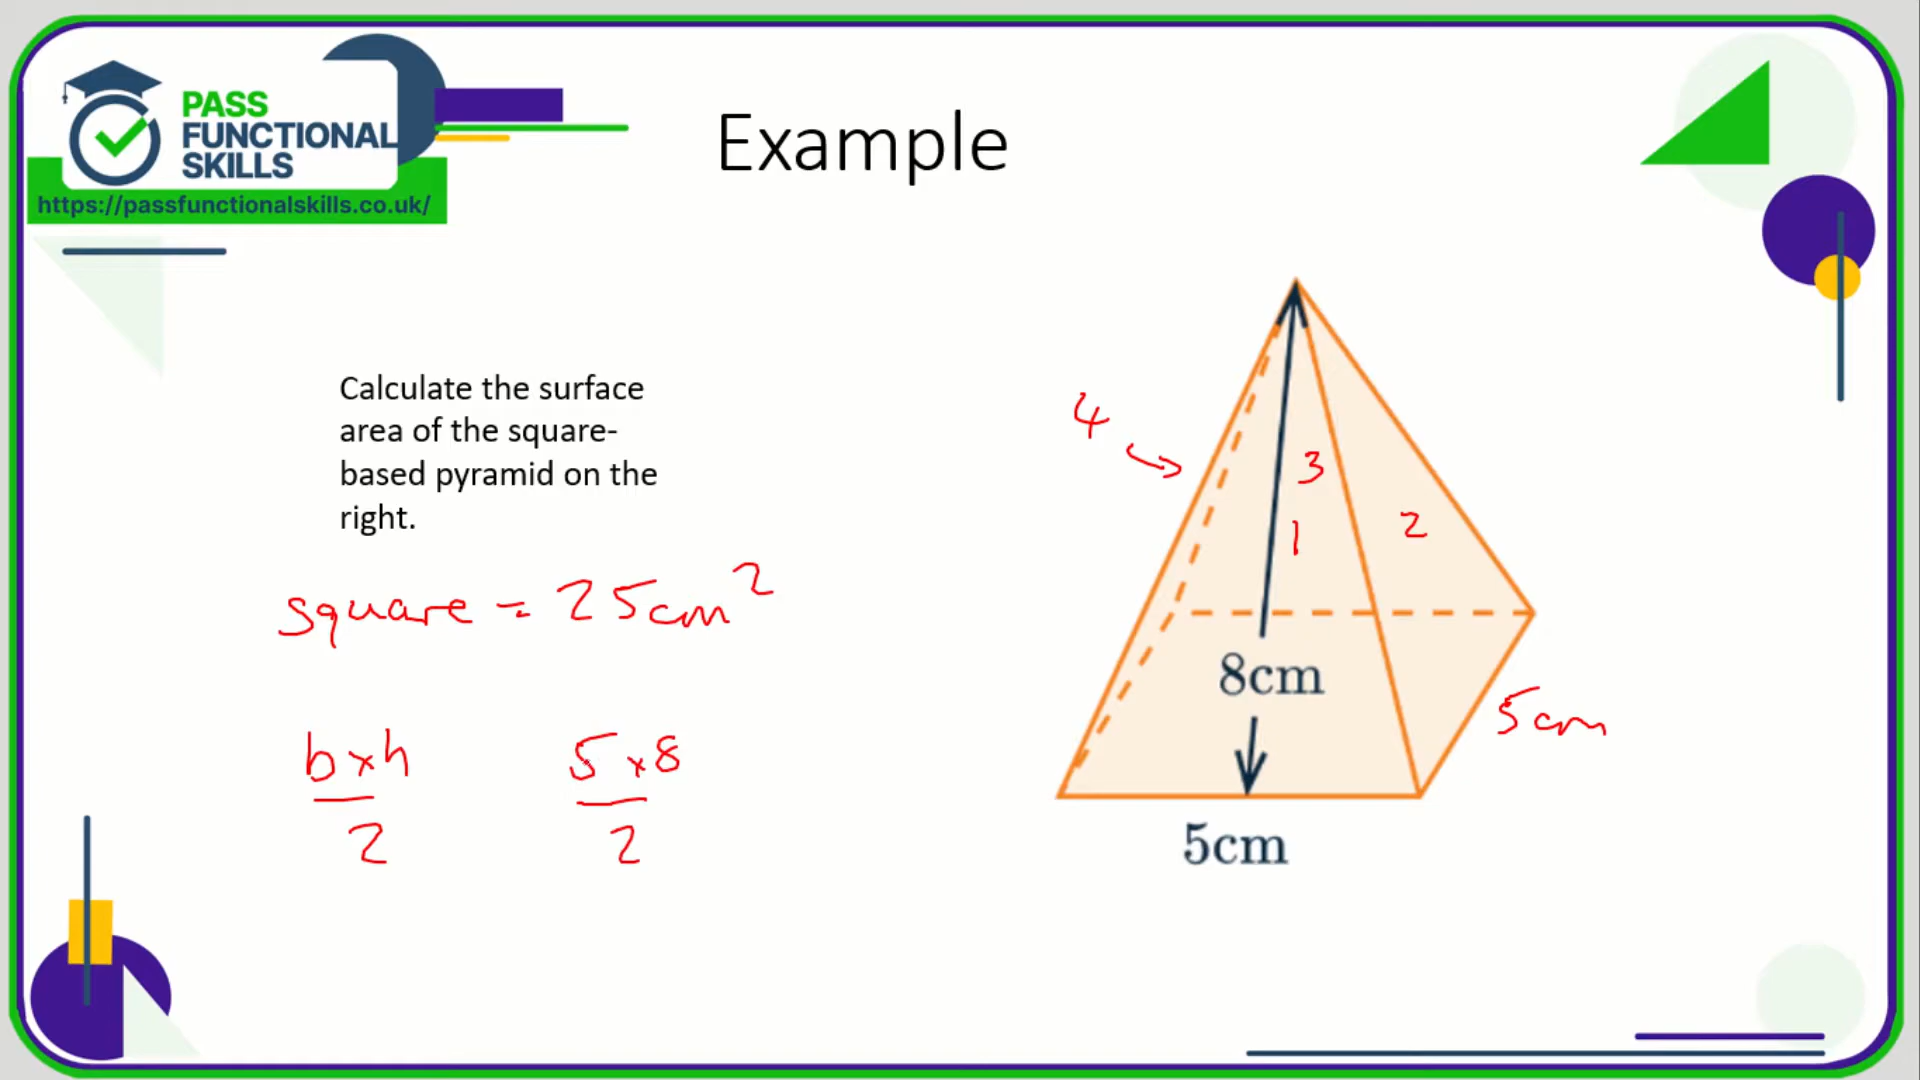 PASS
FUNCTIONAL
SKILLS
https://passfunctionalskills.co.uk/
Example
Calculate the surface
area of the square-
based pyramid on the
right.
square = 25cm²
b×h
2
5×8
2
4
3
1
2
8cm
5cm
5cm